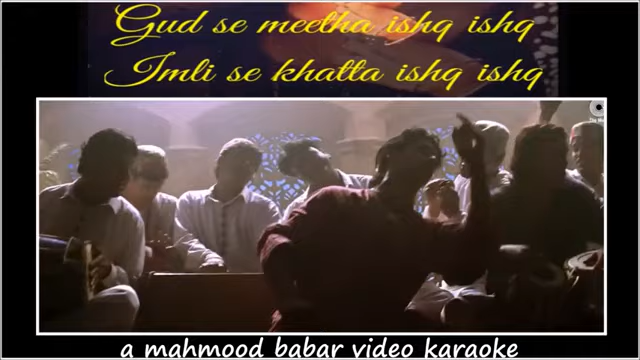 Gud se meetha ishq ishq
Imli se khatta ishq ishq
a mahmood babar video karaoke